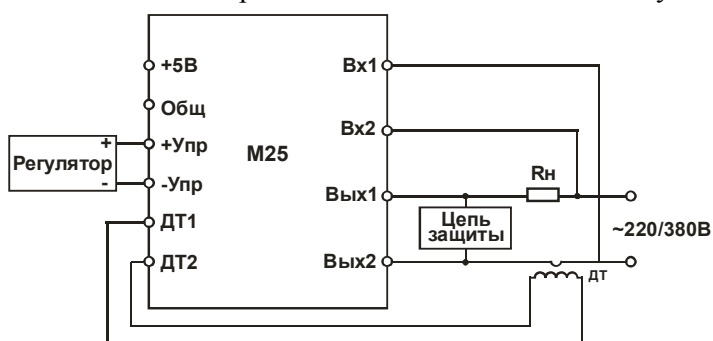 +5В
Вх1
Общ
Вх2
+
Регулятор
-
+Упр
-Упр
М25
Rн
Вых1
Цепь
защиты
~220/380В
ДТ1
ДТ2
Вых2
ДТ